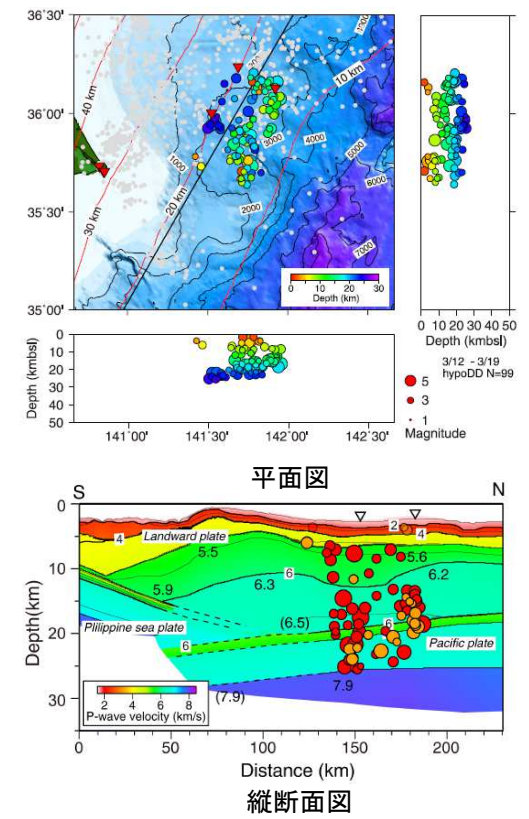 36°30'
36°00'
35°30'
35°00'
40 km
30 km
20 km
10 km
1000
2000
3000
4000
5000
6000
7000
0 10 20 30
Depth (km)
0 10 20 30 40 50
Depth (kmbsl)
3/12 - 3/19
hypoDD N=99
5
3
1
Magnitude
Depth (kmbsl)
0
10
20
30
40
50
141°00' 141°30' 142°00' 142°30'
平面図
S N
Depth(km)
0
10
20
30
2
4 4
Landward plate
5.5 5.6
5.9 6.3 6 6.2
(6.5)
Plilippine sea plate
6 6
Pacific plate
(7.9) 7.9
2 4 6 8
P-wave velocity (km/s)
0 50 100 150 200
Distance (km)
縦断面図